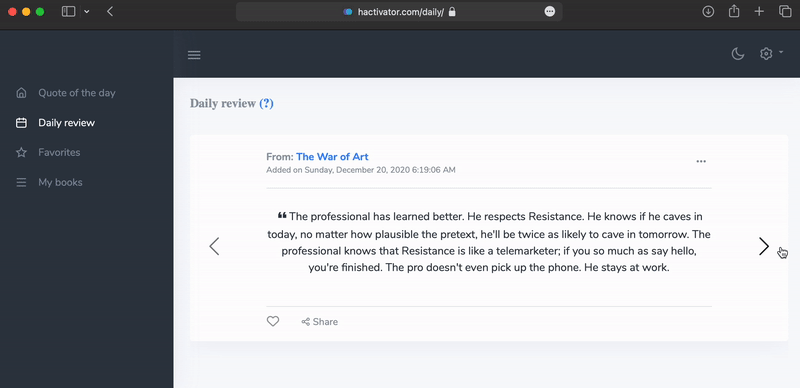 hactivator.com/daily/
Quote of the day
Daily review
Favorites
My books
Daily review (?)
From: The War of Art
Added on Sunday, December 20, 2020 6:19:06 AM
❝ The professional has learned better. He respects Resistance. He knows if he caves in
today, no matter how plausible the pretext, he'll be twice as likely to cave in tomorrow. The
professional knows that Resistance is like a telemarketer; if you so much as say hello,
you're finished. The pro doesn't even pick up the phone. He stays at work.
Share